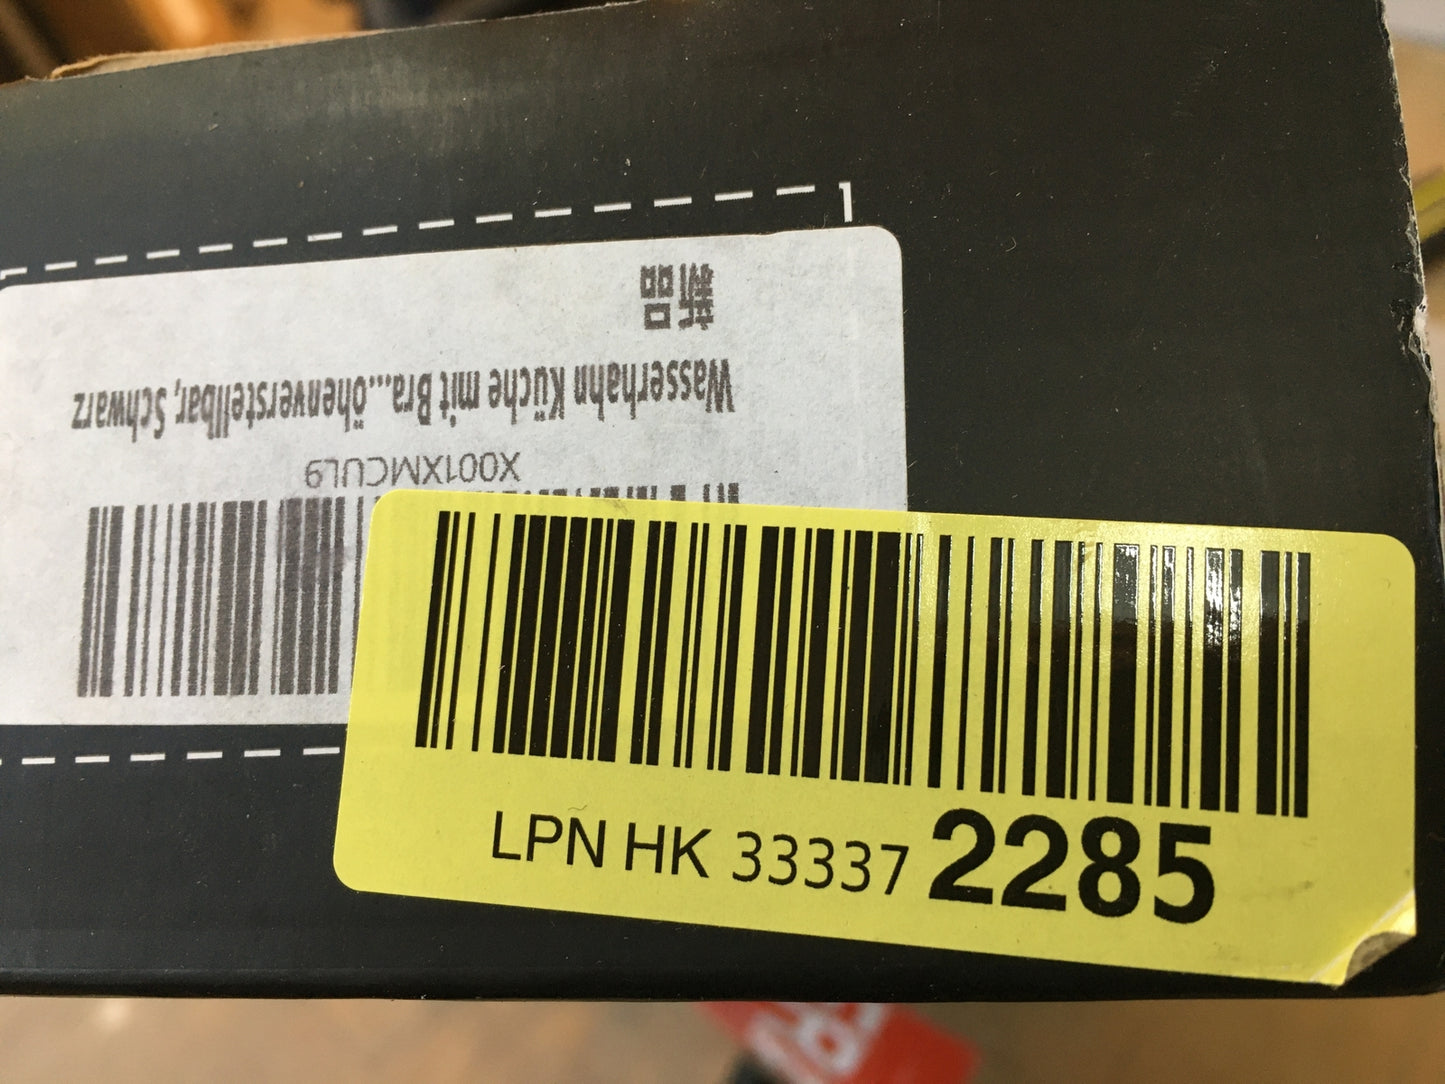 X001XMCUL9
Wasserhahn Küche mit Bra...öhenverstellbar, Schwarz
新品
LPN HK 33337 2285